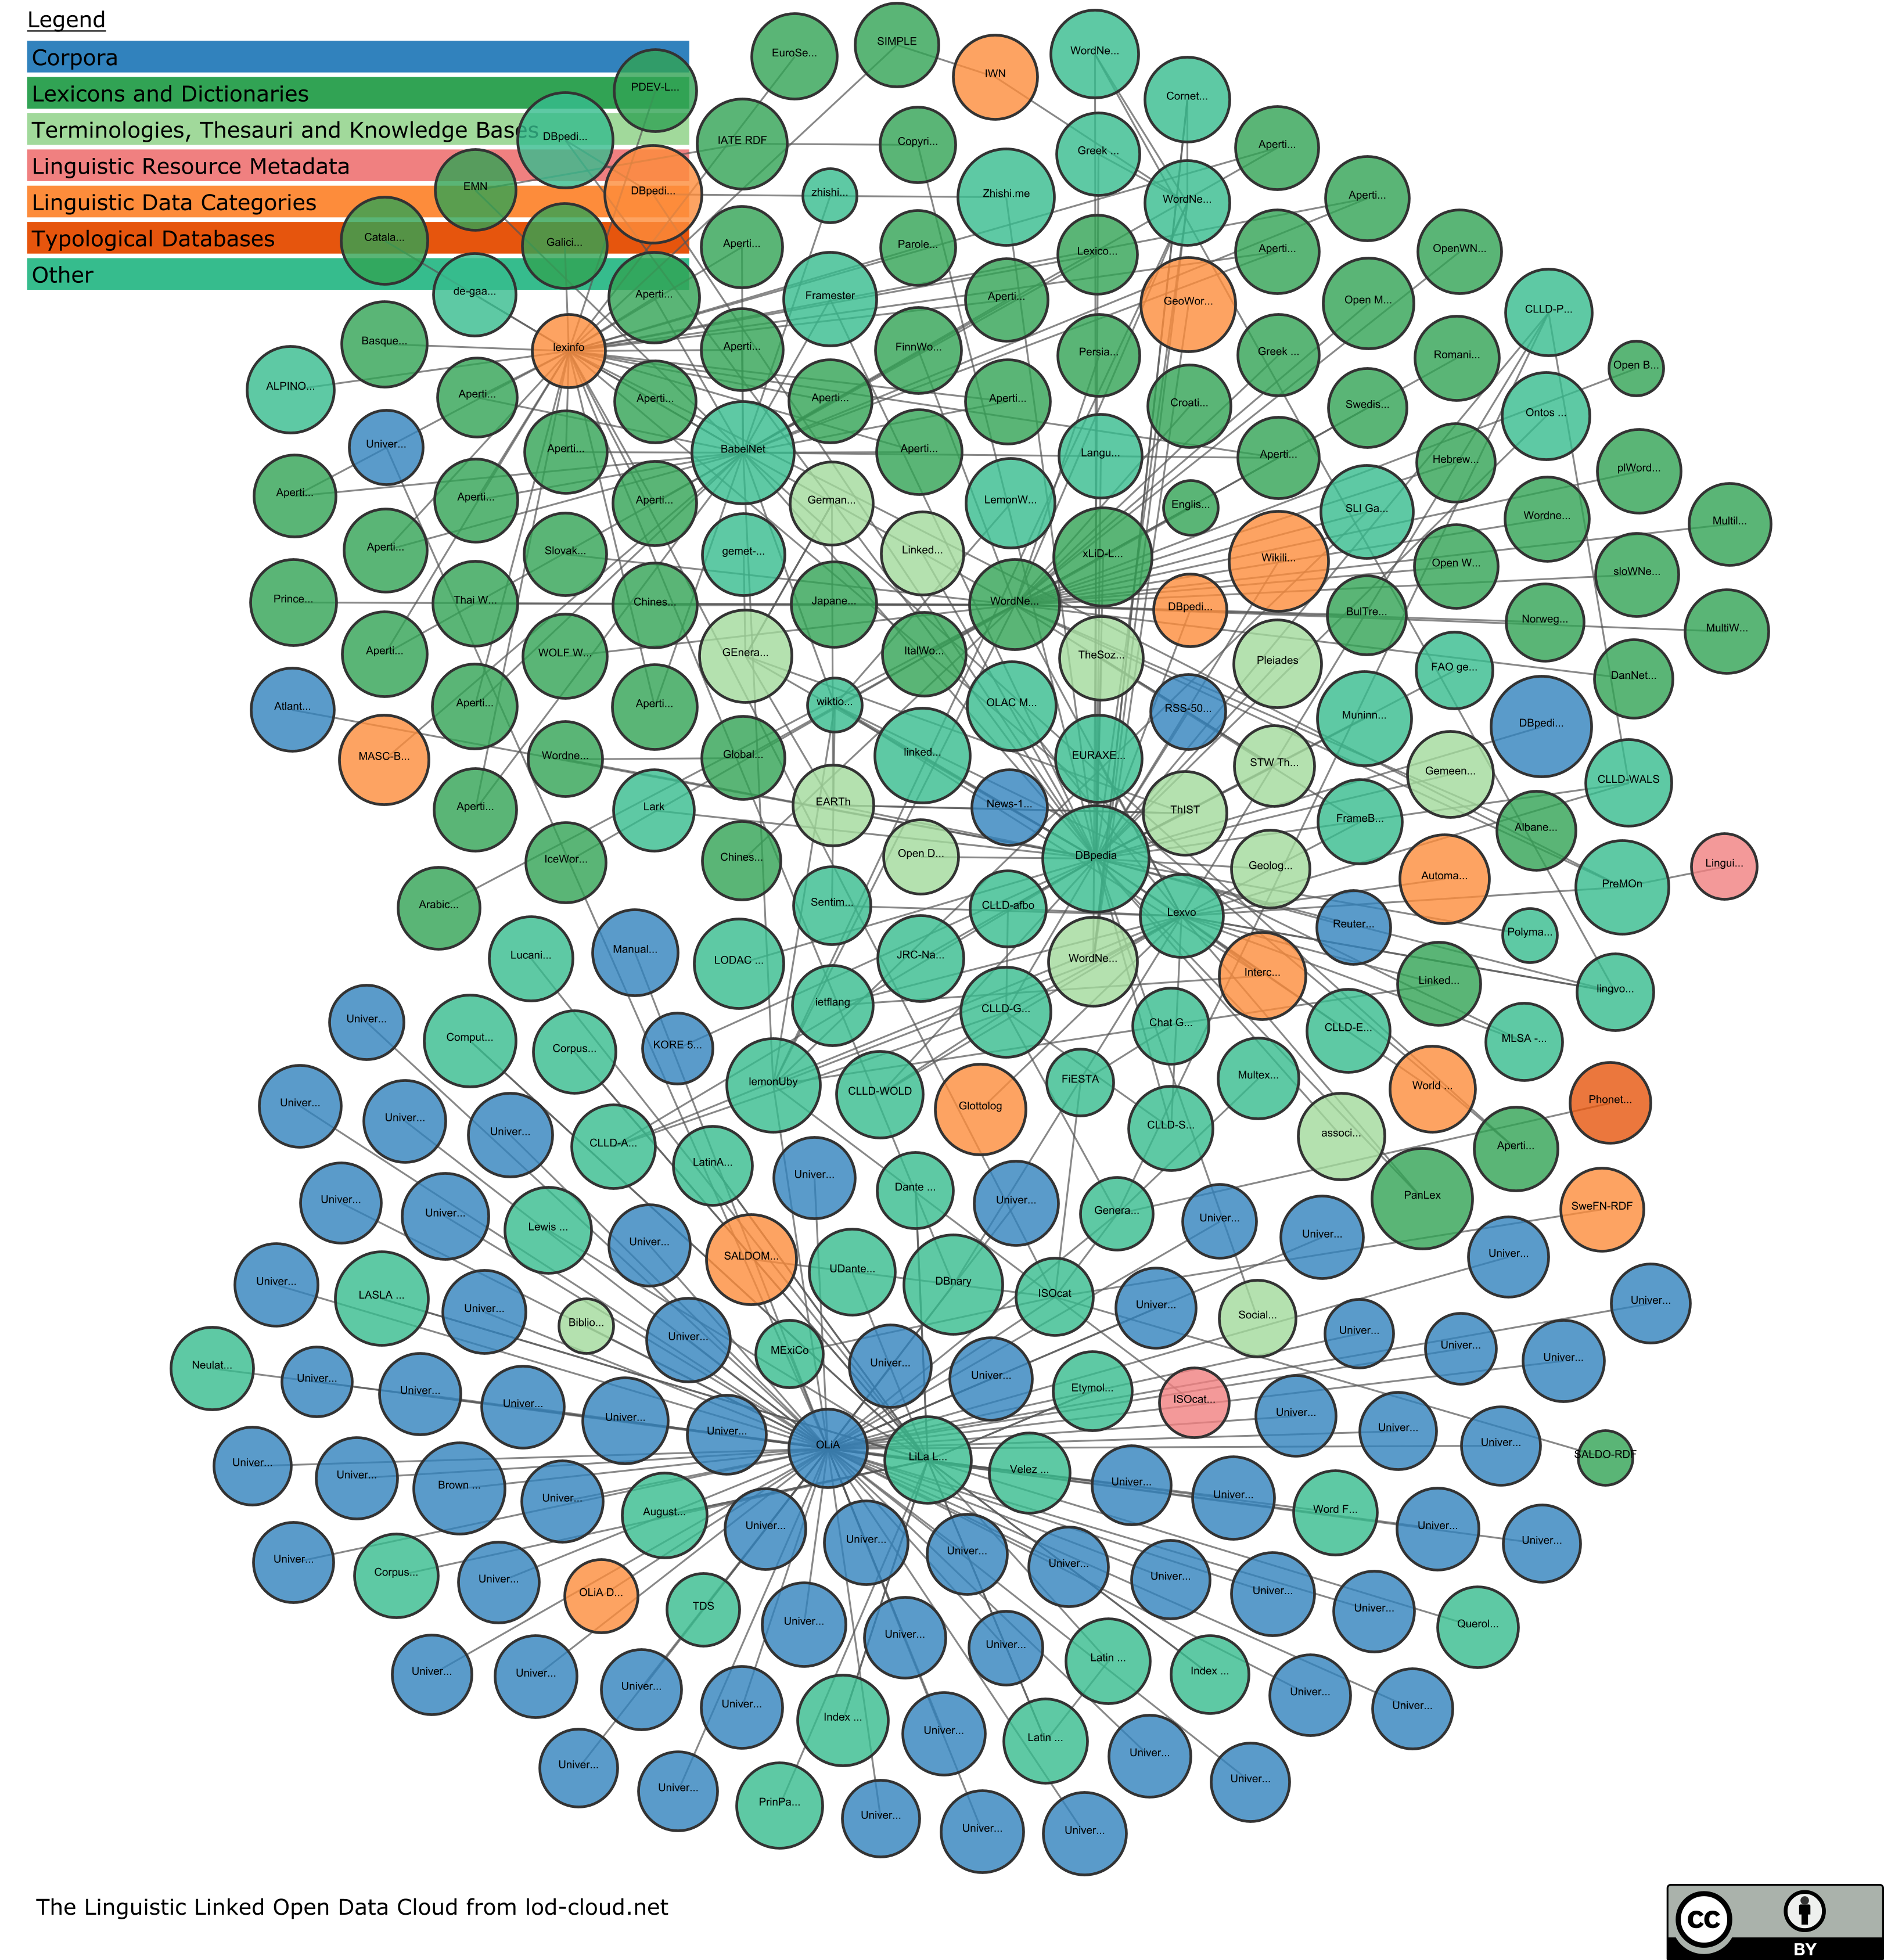 Legend
Corpora
Lexicons and Dictionaries
Terminologies, Thesauri and Knowledge Bases
Linguistic Resource Metadata
Linguistic Data Categories
Typological Databases
Other
EuroSe...
SIMPLE
IWN
WordNe...
PDEV-L...
Cornet...
DBpedi...
IATE RDF
Copyri...
Greek ...
Aperti...
EMN
DBpedi...
zhishi...
Zhishi.me
WordNe...
Aperti...
Catala...
Galici...
Aperti...
Parole...
Lexico...
Aperti...
OpenWN...
de-gaa...
Aperti...
Framester
Aperti...
GeoWor...
Open M...
CLLD-P...
Basque...
lexinfo
Aperti...
FinnWo...
Persia...
Greek ...
Romani...
Open B...
ALPINO...
Aperti...
Aperti...
Aperti...
Aperti...
Croati...
Swedis...
Ontos ...
Univer...
Aperti...
BabelNet
Aperti...
Langu...
Aperti...
Hebrew...
plWord...
Aperti...
Aperti...
Aperti...
German...
LemonW...
Englis...
SLI Ga...
Wordne...
Multil...
Aperti...
Slovak...
gemet-...
Linked...
xLiD-L...
Wikili...
Open W...
sloWNe...
Prince...
Thai W...
Chines...
Japane...
WordNe...
DBpedi...
BulTre...
Norweg...
MultiW...
Aperti...
WOLF W...
GEnera...
ItalWo...
TheSoz...
Pleiades
FAO ge...
DanNet...
Atlant...
Aperti...
Aperti...
wiktio...
OLAC M...
RSS-50...
Muninn...
DBpedi...
MASC-B...
Wordne...
Global...
linked...
EURAXE...
STW Th...
Gemeen...
CLLD-WALS
Aperti...
Lark
EARTh
News-1...
ThIST
FrameB...
Albane...
IceWor...
Chines...
Open D...
DBpedia
Geolog...
Automa...
PreMOn
Lingui...
Arabic...
Sentim...
CLLD-afbo
Lexvo
Reuter...
Polyma...
Lucani...
Manual...
LODAC ...
JRC-Na...
WordNe...
Interc...
Linked...
lingvo...
Univer...
Comput...
Corpus...
KORE 5...
ietflang
CLLD-G...
Chat G...
CLLD-E...
MLSA -...
Univer...
Univer...
Univer...
CLLD-A...
lemonUby
CLLD-WOLD
Glottolog
FiESTA
Multex...
World ...
Phonet...
LatinA...
CLLD-S...
associ...
Aperti...
Univer...
Univer...
Lewis ...
Univer...
Univer...
Dante ...
Univer...
Genera...
Univer...
Univer...
PanLex
SweFN-RDF
Univer...
LASLA ...
Univer...
SALDOM...
UDante...
DBnary
ISOcat
Univer...
Social...
Univer...
Univer...
Biblio...
Univer...
MExiCo
Univer...
Univer...
Univer...
Univer...
Univer...
Neulat...
Univer...
Univer...
Univer...
Univer...
Univer...
Etymol...
ISOcat...
Univer...
Univer...
Univer...
SALDO-RDF
Univer...
Univer...
Brown ...
Univer...
OLiA
LiLa L...
Velez ...
Univer...
Univer...
Word F...
Univer...
Univer...
Univer...
Corpus...
Univer...
August...
Univer...
Univer...
Univer...
Univer...
Univer...
Univer...
Univer...
Querol...
OLiA D...
TDS
Univer...
Univer...
Univer...
Latin ...
Index ...
Univer...
Univer...
Univer...
Univer...
Univer...
Univer...
Index ...
Univer...
Latin ...
Univer...
Univer...
Univer...
Univer...
PrinPa...
Univer...
Univer...
Univer...
The Linguistic Linked Open Data Cloud from lod-cloud.net
cc
BY